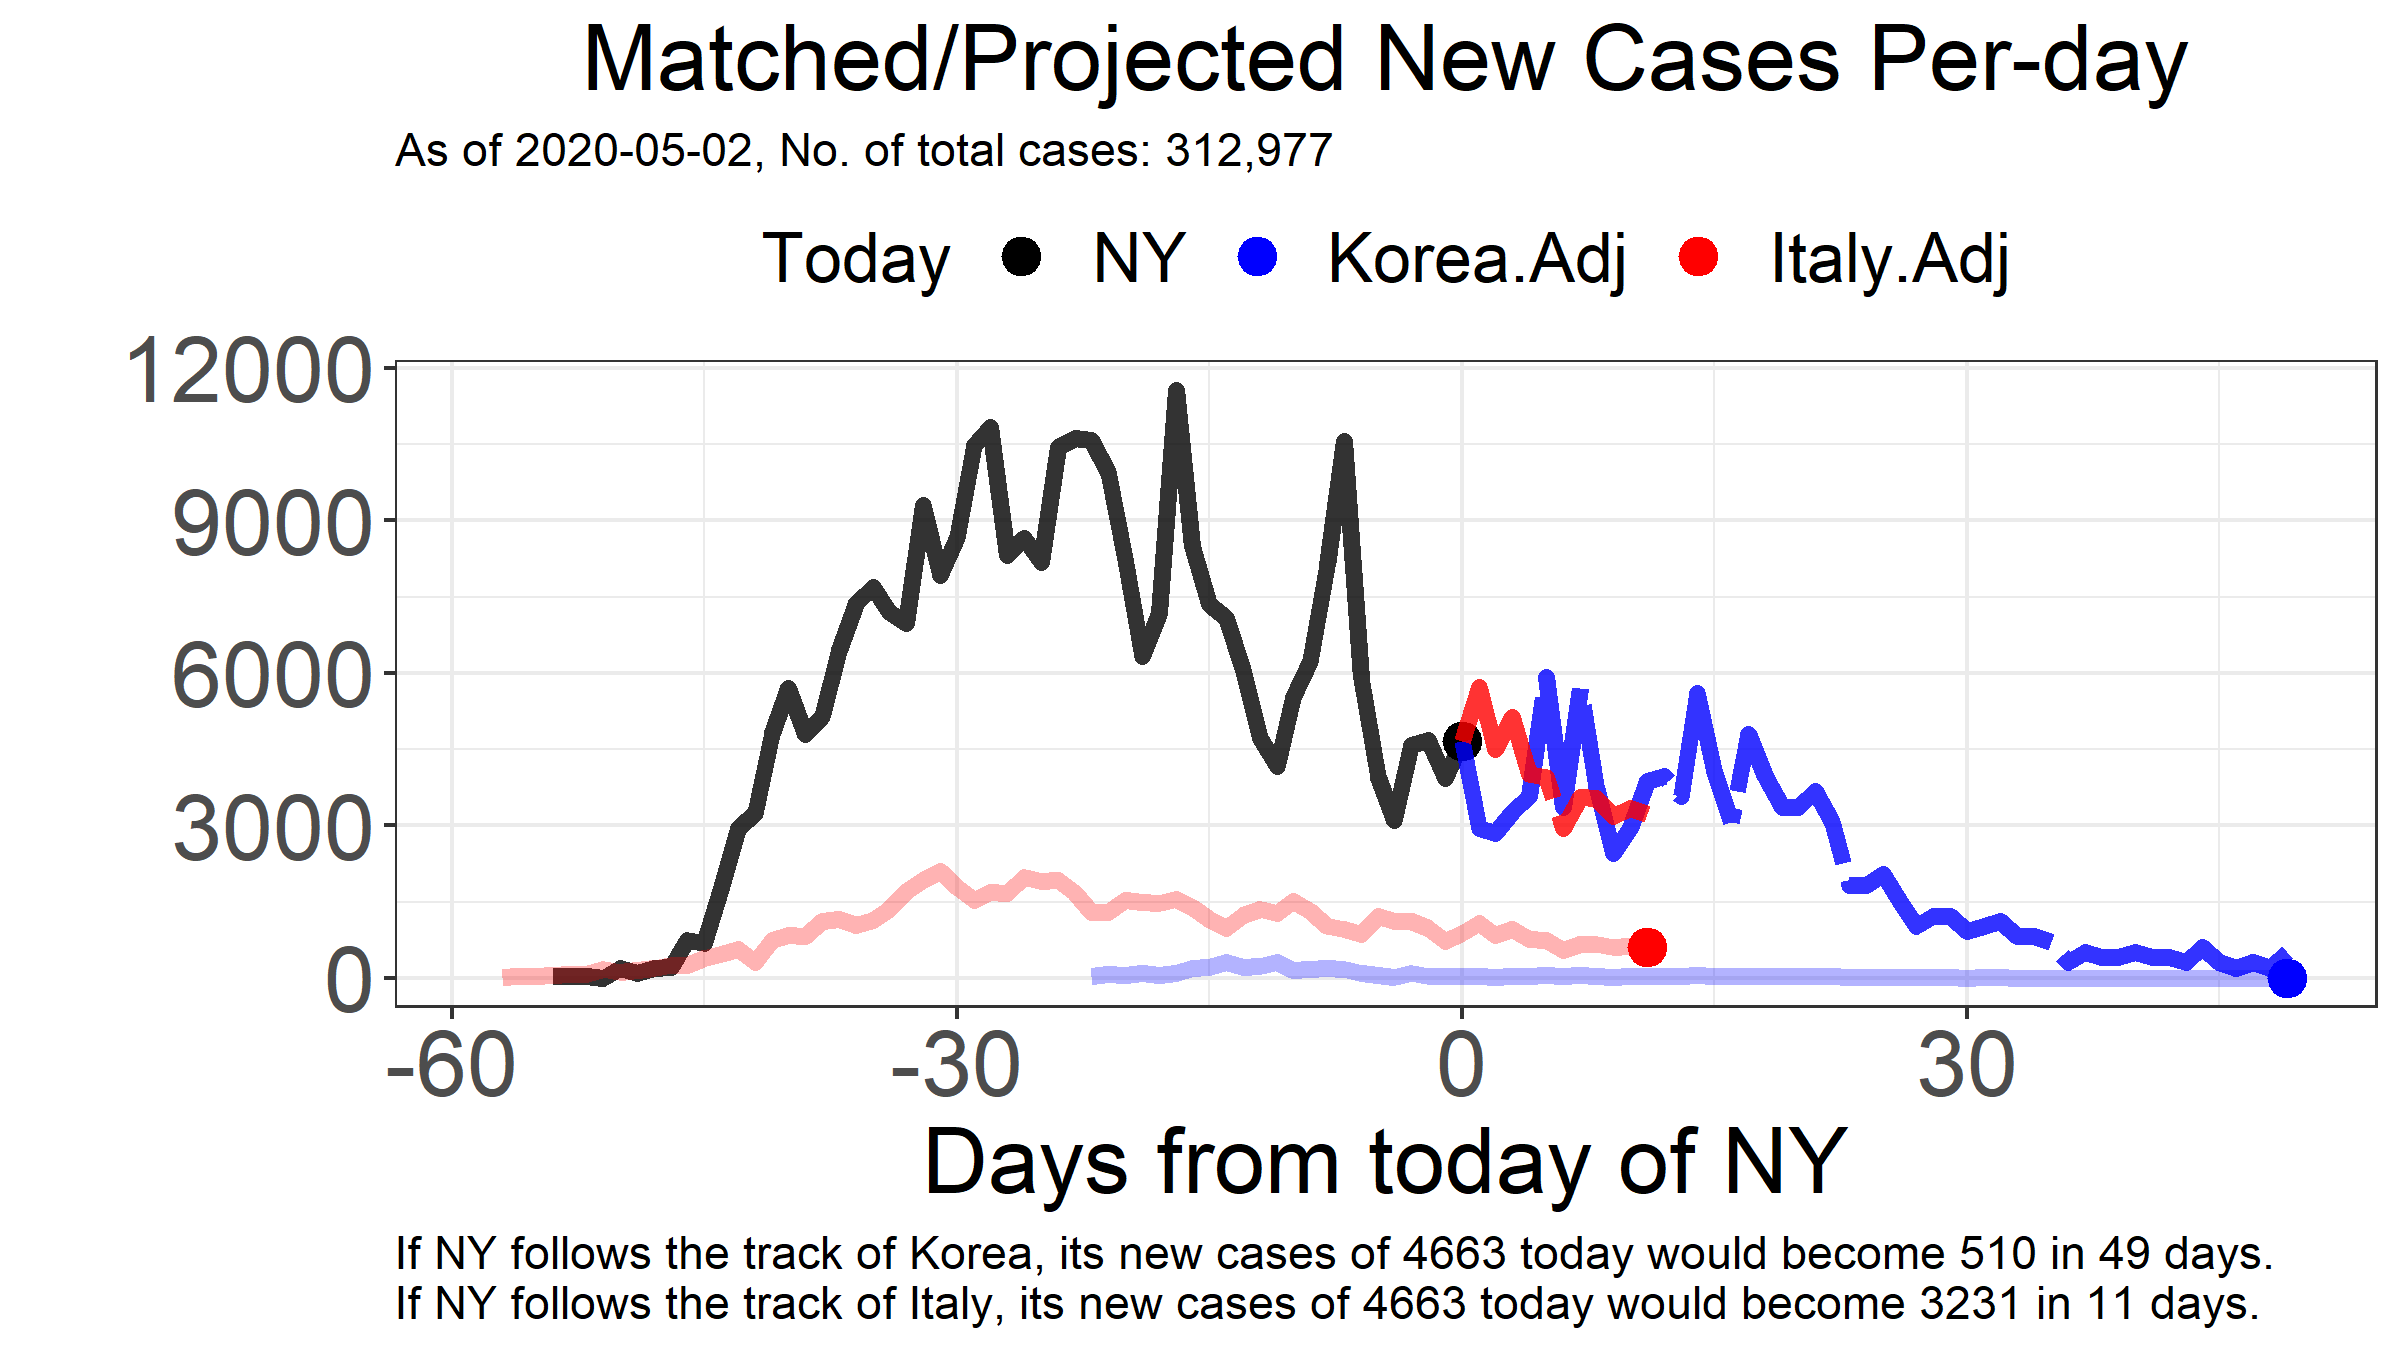 Matched/Projected New Cases Per-day
As of 2020-05-02, No. of total cases: 312,977
Today NY Korea.Adj Italy.Adj
12000
9000
6000
3000
0
-60 -30 0 30
Days from today of NY
If NY follows the track of Korea, its new cases of 4663 today would become 510 in 49 days.
If NY follows the track of Italy, its new cases of 4663 today would become 3231 in 11 days.